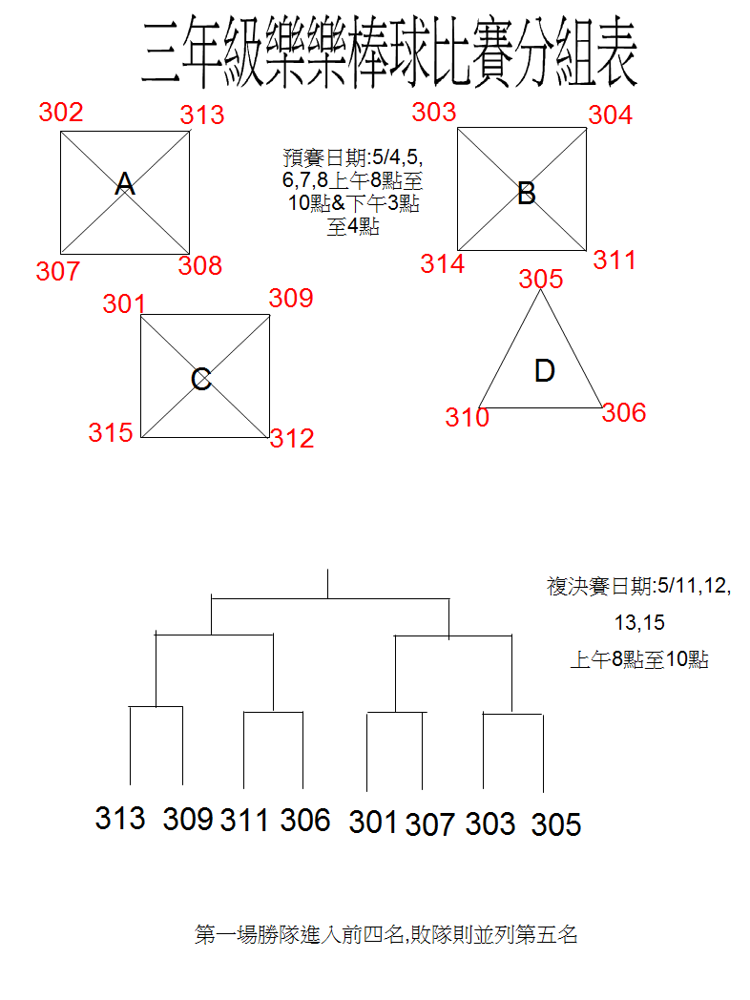 三年級樂樂棒球比賽分組表
302
313
303
304
預賽日期:5/4,5,
6,7,8上午8點至
10點&下午3點
至4點
A
B
307
308
314
311
301
309
305
C
D
315
312
310
306
複決賽日期:5/11,12,
13,15
上午8點至10點
313 309 311 306 301 307 303 305
第一場勝隊進入前四名,敗隊則並列第五名